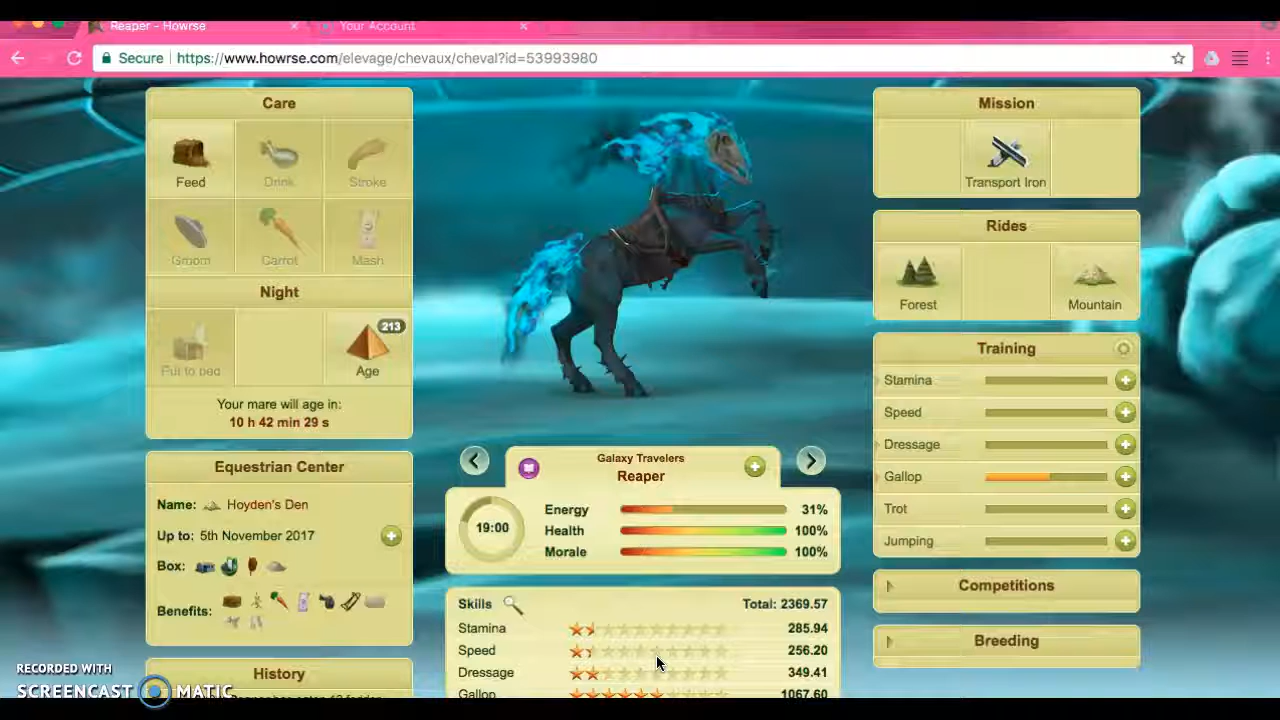 Reaper - Howrse
Your Account
Secure | https://www.howrse.com/elevage/chevaux/cheval?id=53993980
Care
Feed
Drink
Stroke
Groom
Carrot
Mash
Night
Put to bed
213
Age
Your mare will age in:
10 h 42 min 29 s
Equestrian Center
Name: Hoyden's Den
Up to: 5th November 2017
Box:
Benefits:
History
Galaxy Travelers
Reaper
19:00
Energy 31%
Health 100%
Morale 100%
Skills Total: 2369.57
Stamina 285.94
Speed 256.20
Dressage 349.41
Gallop 1067.60
Mission
Transport Iron
Rides
Forest
Mountain
Training
Stamina
Speed
Dressage
Gallop
Trot
Jumping
Competitions
Breeding
RECORDED WITH
SCREENCAST MATIC